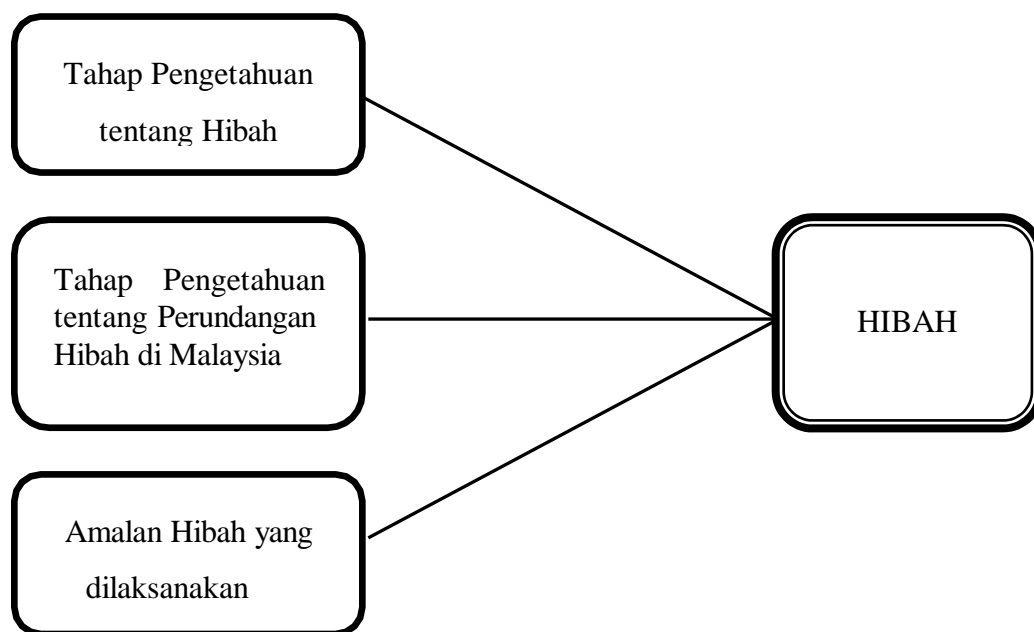 Tahap Pengetahuan
tentang Hibah
Tahap Pengetahuan
tentang Perundangan
Hibah di Malaysia
Amalan Hibah yang
dilaksanakan
HIBAH